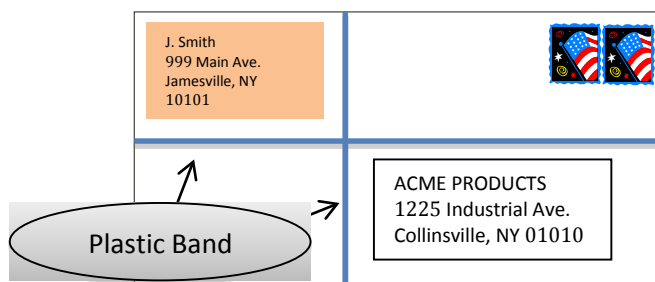 J. Smith
999 Main Ave.
Jamesville, NY
10101
ACME PRODUCTS
1225 Industrial Ave.
Collinsville, NY 01010
Plastic Band